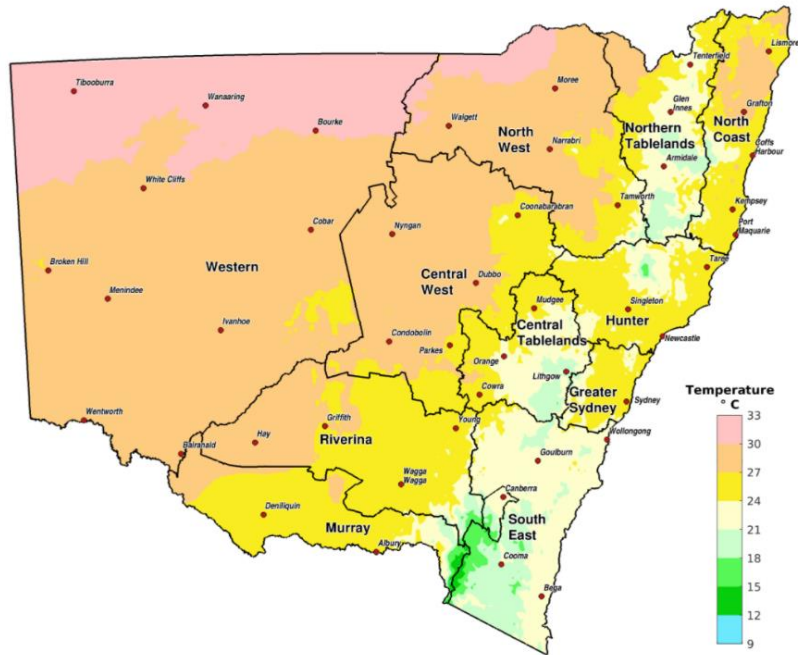 Tenterfield
Lismore
Tibooburra
Wanaaring
Moree
Glen
Innes
Grafton
North
Coast
Bourke
Walgett
North
West
Narrabri
Northern
Tablelands
Coffs
Harbour
Armidale
White Cliffs
Coonabarabran
Tamworth
Kempsey
Port
Maquarie
Cobar
Nyngan
Broken Hill
Western
Central
West
Dubbo
Taree
Menindee
Mudgee
Singleton
Hunter
Ivanhoe
Central
Tablelands
Condobolin
Parkes
Orange
Newcastle
Lithgow
Cowra
Greater
Sydney
Sydney
Wentworth
Griffith
Young
Wollongong
Balranald
Hay
Riverina
Goulburn
Wagga
Wagga
Canberra
Deniliquin
Murray
South
East
Albury
Cooma
Bega
Temperature
°C
33
30
27
24
21
18
15
12
9